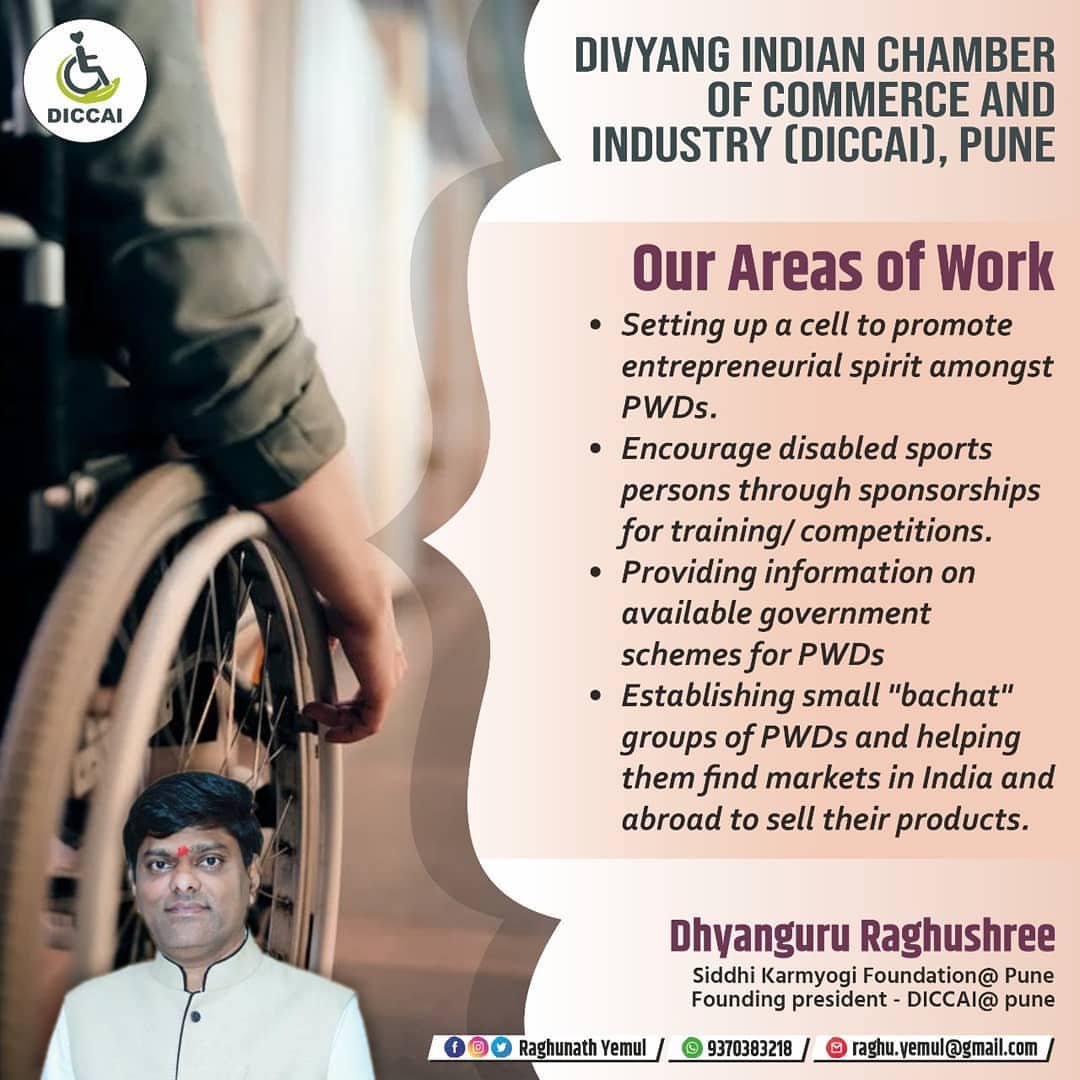 DICCAI
DIVYANG INDIAN CHAMBER
OF COMMERCE AND
INDUSTRY (DICCAI), PUNE
Our Areas of Work
• Setting up a cell to promote
entrepreneurial spirit amongst
PWDs.
• Encourage disabled sports
persons through sponsorships
for training/ competitions.
• Providing information on
available government
schemes for PWDs
• Establishing small "bachat"
groups of PWDs and helping
them find markets in India and
abroad to sell their products.
Dhyanguru Raghushree
Siddhi Karmyogi Foundation@ Pune
Founding president - DICCAI@ pune
Raghunath Yemul / 9370383218 / raghu.yemul@gmail.com /